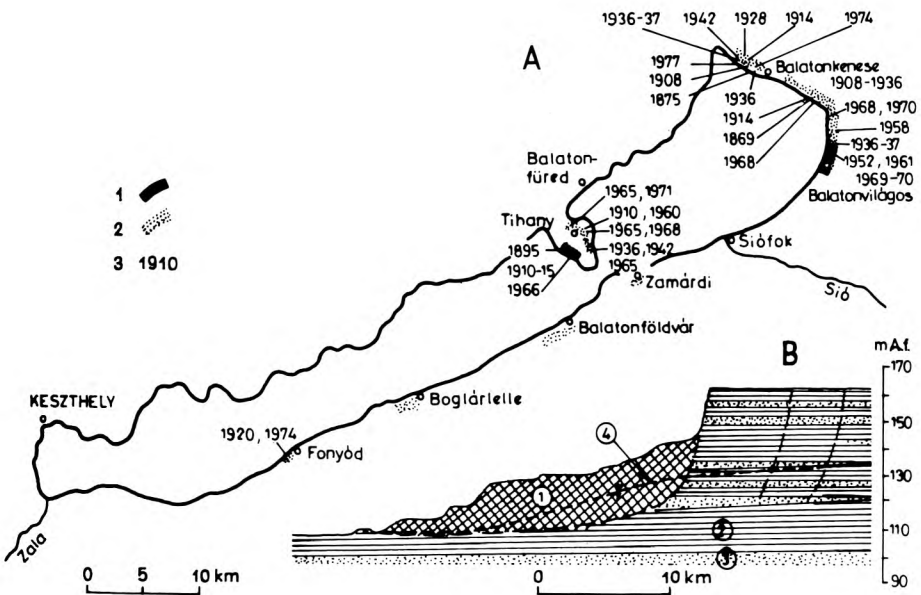 1936-37 1942 1928 1914 1974
A
1977
1908
1875
Balatonkenese
1908-1936
1936
1914
1869
1968
1968, 1970
1958
1936-37
1952, 1961
1969-70
Balatonvilágos
Balaton-
füred
1965, 1971
Tihany
1910, 1960
1965, 1968
1936, 1942
1965
1895
1910-15
1966
Siófok
Sió
Zamárdi
1
2
3 1910
Balatonföldvár
B
mA.f.
170
150
130
110
90
KESZTHELY
Boglárlelle
1920, 1974
Fonyód
4
1
2
3
Zala
0 5 10 km
0 10 km